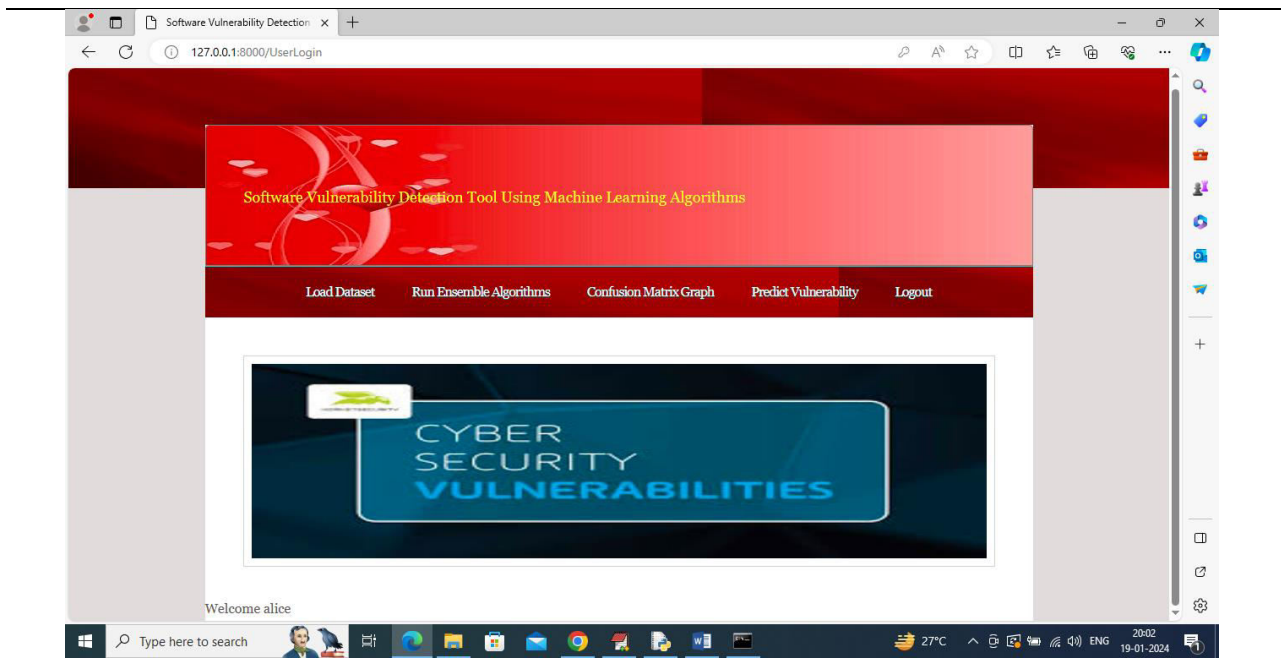 Software Vulnerability Detection
127.0.0.1:8000/UserLogin
Software Vulnerability Detection Tool Using Machine Learning Algorithms
Load Dataset Run Ensemble Algorithms Confusion Matrix Graph Predict Vulnerability Logout
CYBER
SECURITY
VULNERABILITIES
Welcome alice
Type here to search 27°C ENG 20:02
19-01-2024